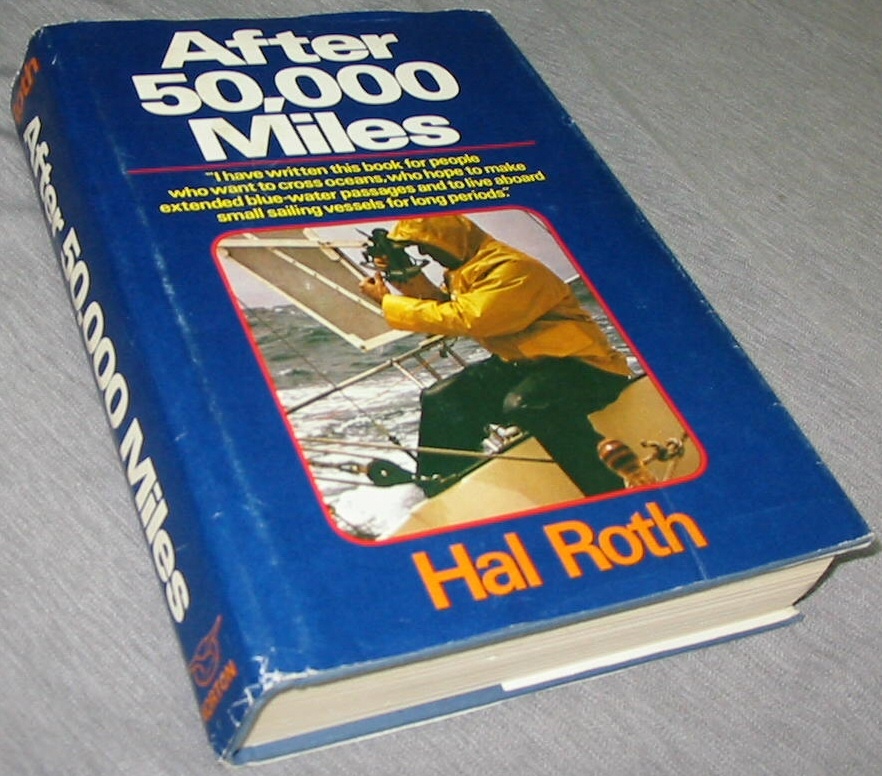 After
50,000
Miles
"I have written this book for people
who want to cross oceans, who hope to make
extended blue-water passages and to live aboard
small sailing vessels for long periods."
Hal Roth
Roth
After 50,000 Miles
NORTON